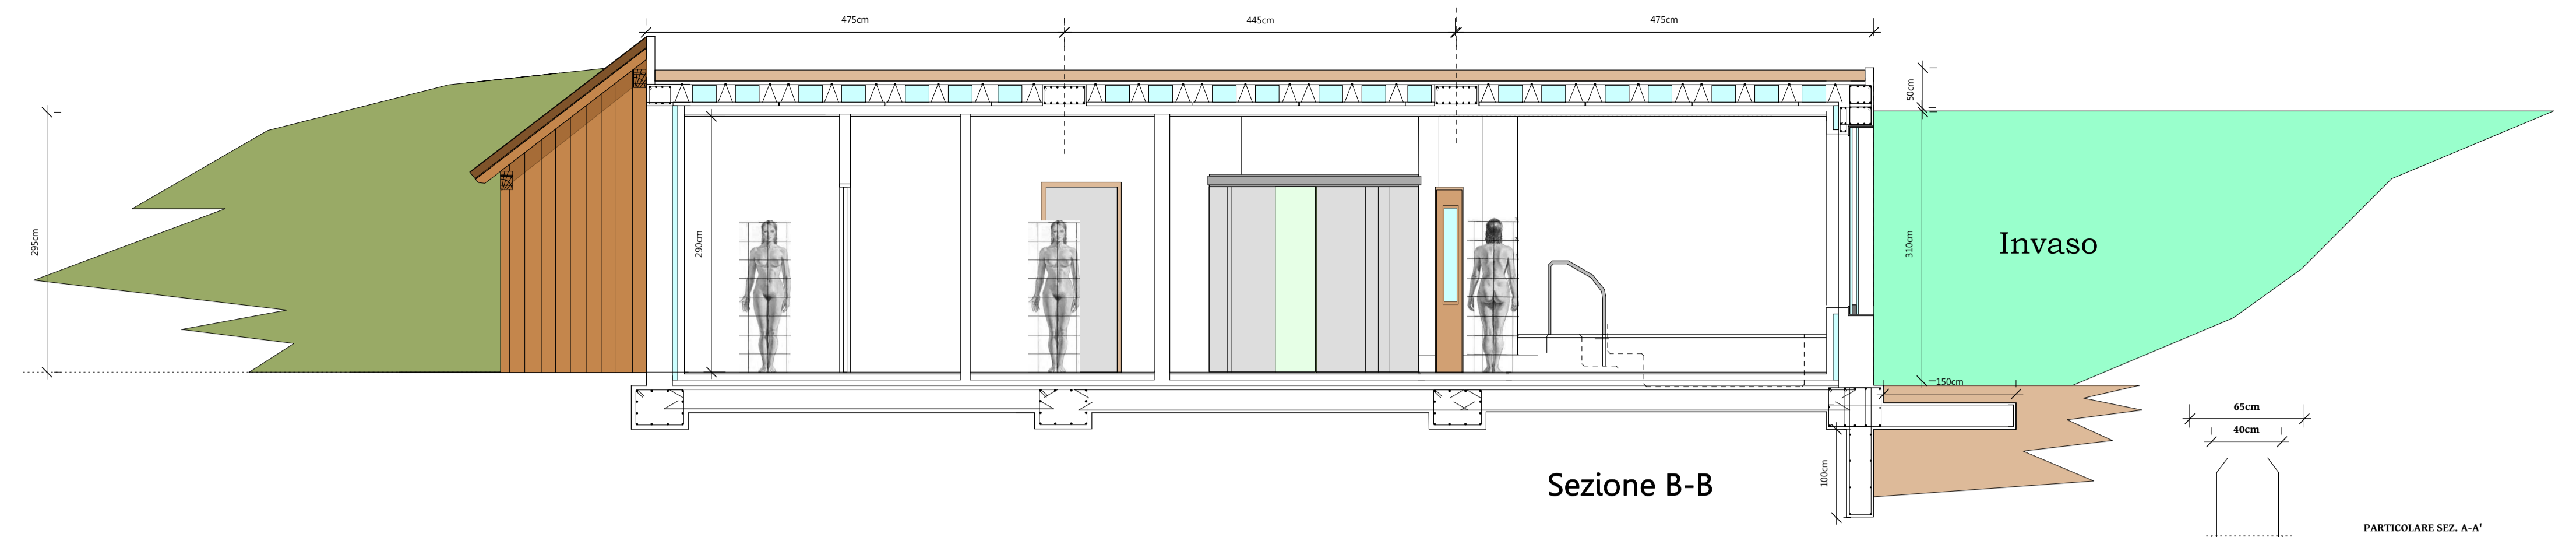 475cm
445cm
475cm
50cm
295cm
290cm
310cm
Invaso
150cm
65cm
40cm
100cm
Sezione B-B
PARTICOLARE SEZ. A-A'